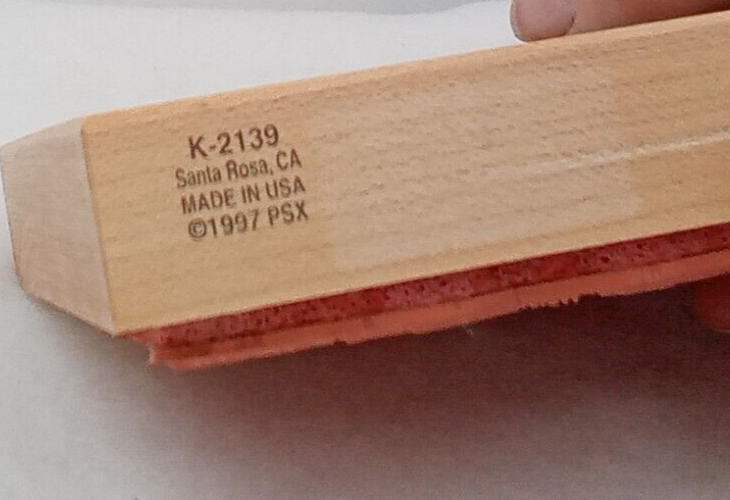 K-2139
Santa Rosa, CA
MADE IN USA
©1997 PSX